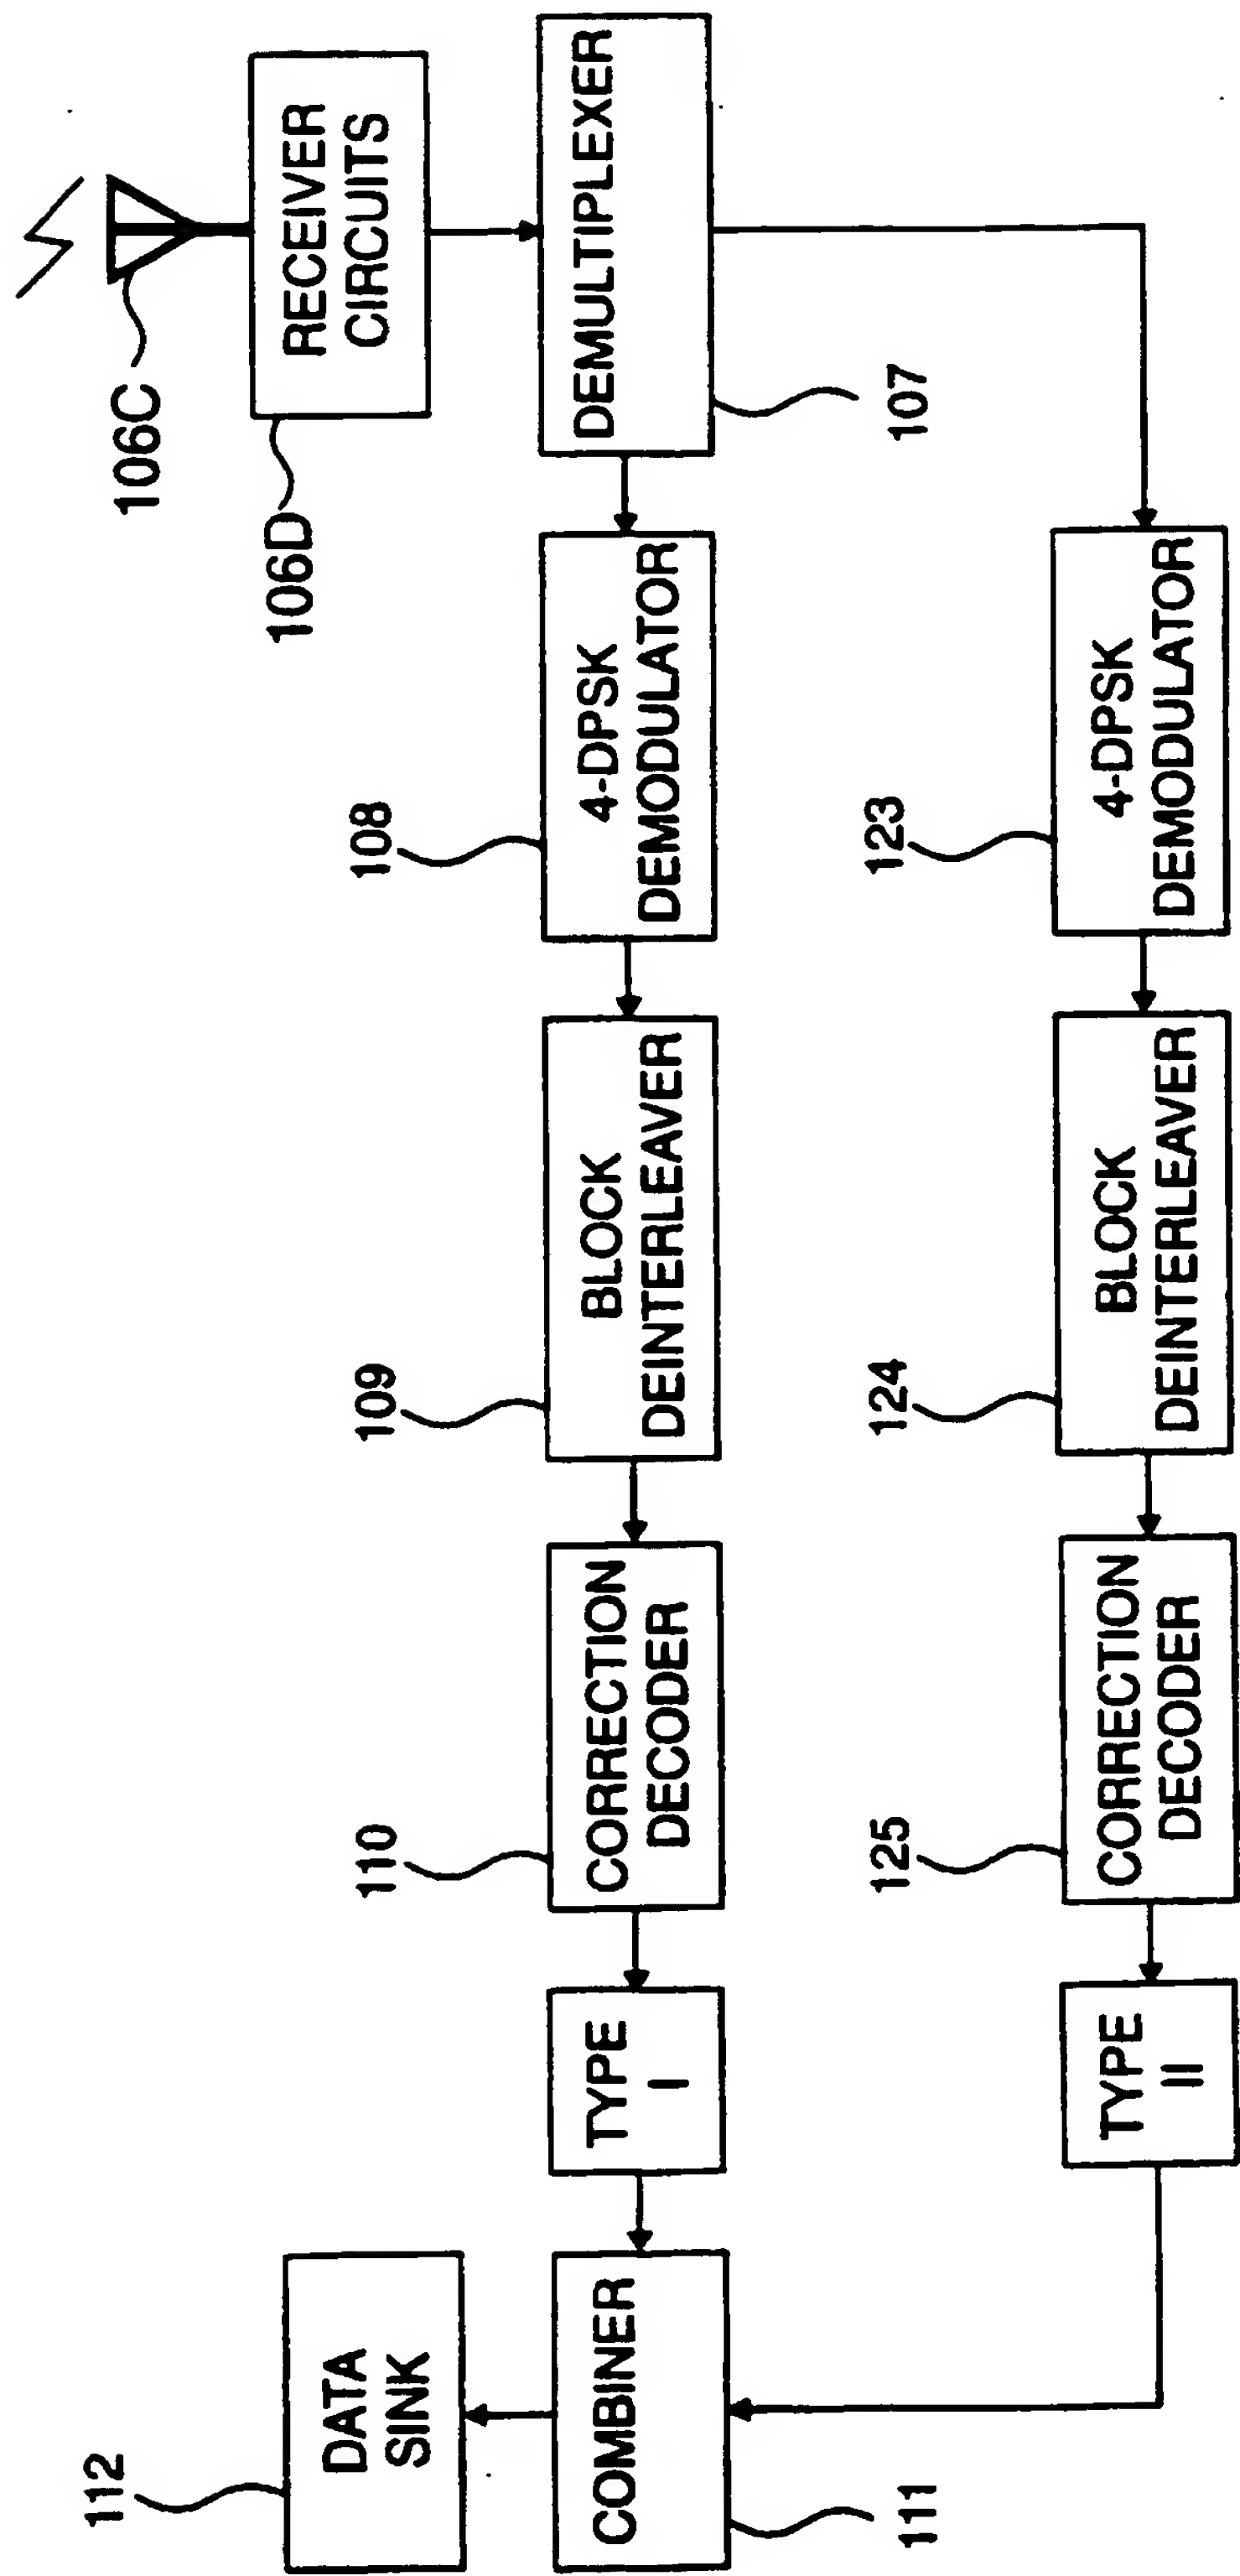 106C
RECEIVER
CIRCUITS
106D
DEMULTIPLEXER
107
4-DPSK
DEMODULATOR
108
BLOCK
DEINTERLEAVER
109
CORRECTION
DECODER
110
TYPE
I
COMBINER
111
DATA
SINK
112
4-DPSK
DEMODULATOR
123
BLOCK
DEINTERLEAVER
124
CORRECTION
DECODER
125
TYPE
II